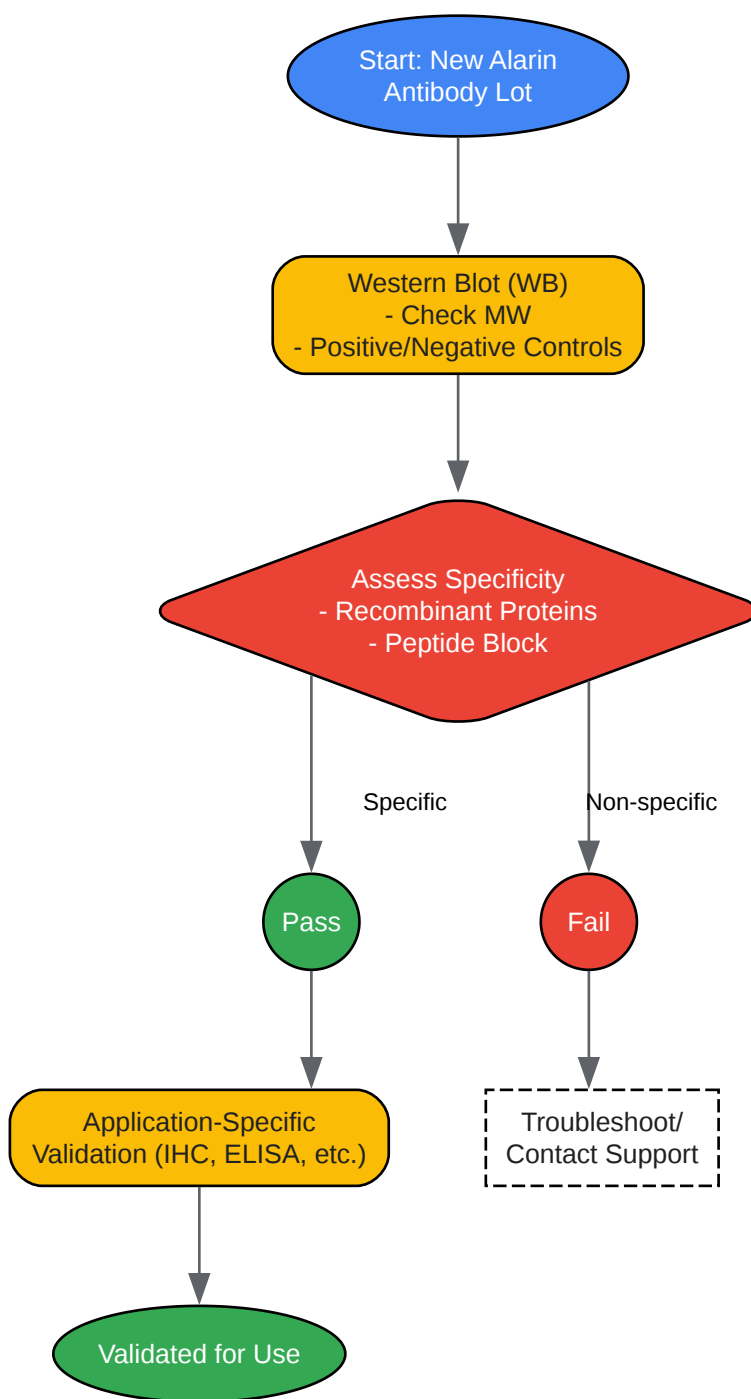 Start: New Alarin
Antibody Lot
Western Blot (WB)
- Check MW
- Positive/Negative Controls
Assess Specificity
- Recombinant Proteins
- Peptide Block
Specific
Non-specific
Pass
Fail
Application-Specific
Validation (IHC, ELISA, etc.)
Troubleshoot/
Contact Support
Validated for Use